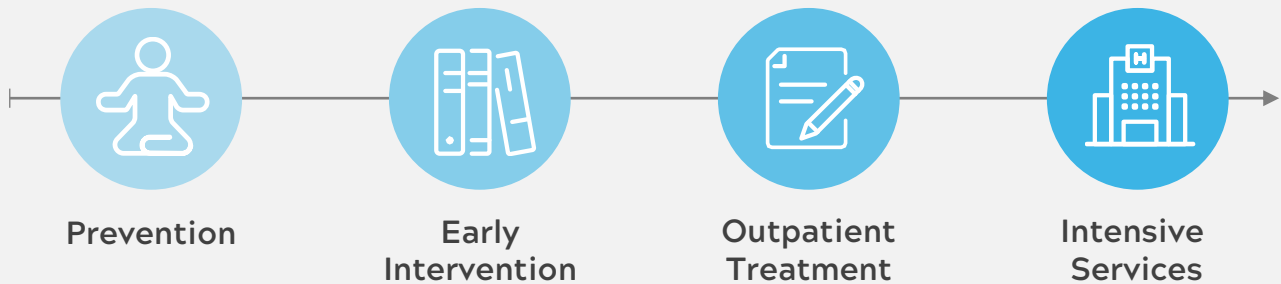 H
Prevention
Early
Intervention
Outpatient
Treatment
Intensive
Services